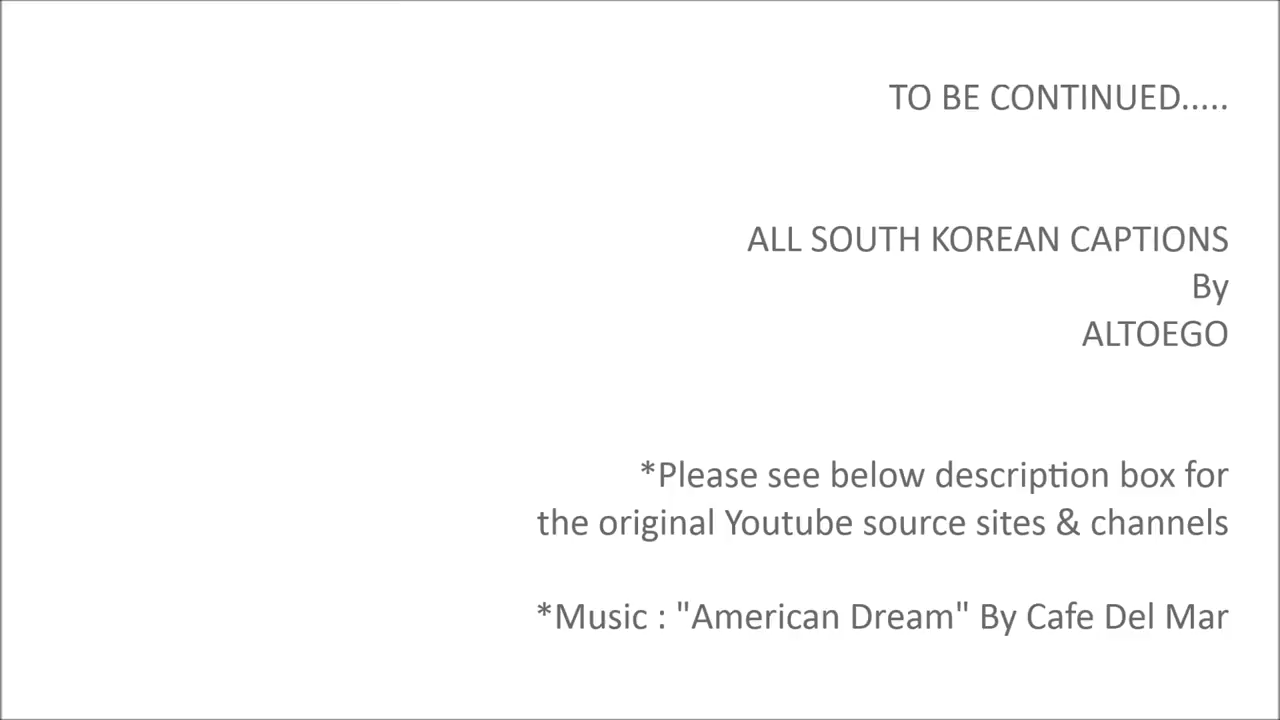 TO BE CONTINUED.....
ALL SOUTH KOREAN CAPTIONS
By
ALTOEGO
*Please see below description box for
the original Youtube source sites & channels
*Music : "American Dream" By Cafe Del Mar